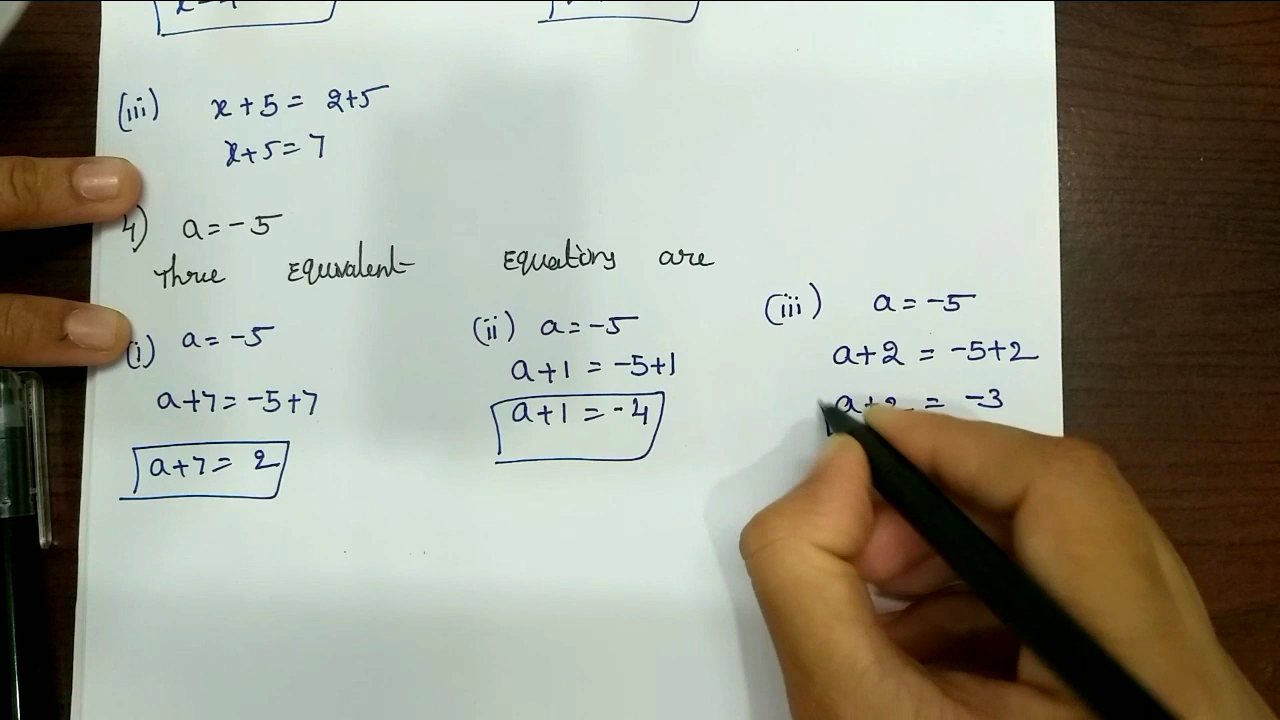 (iii) x+5= 2+5
x+5=7
4) a=-5
Three Equivalent Equations are
(i) a=-5
a+7=-5+7
a+7= 2
(ii) a=-5
a+1 = -5+1
a+1 = -4
(iii) a=-5
a+2 = -5+2
a+2 = -3